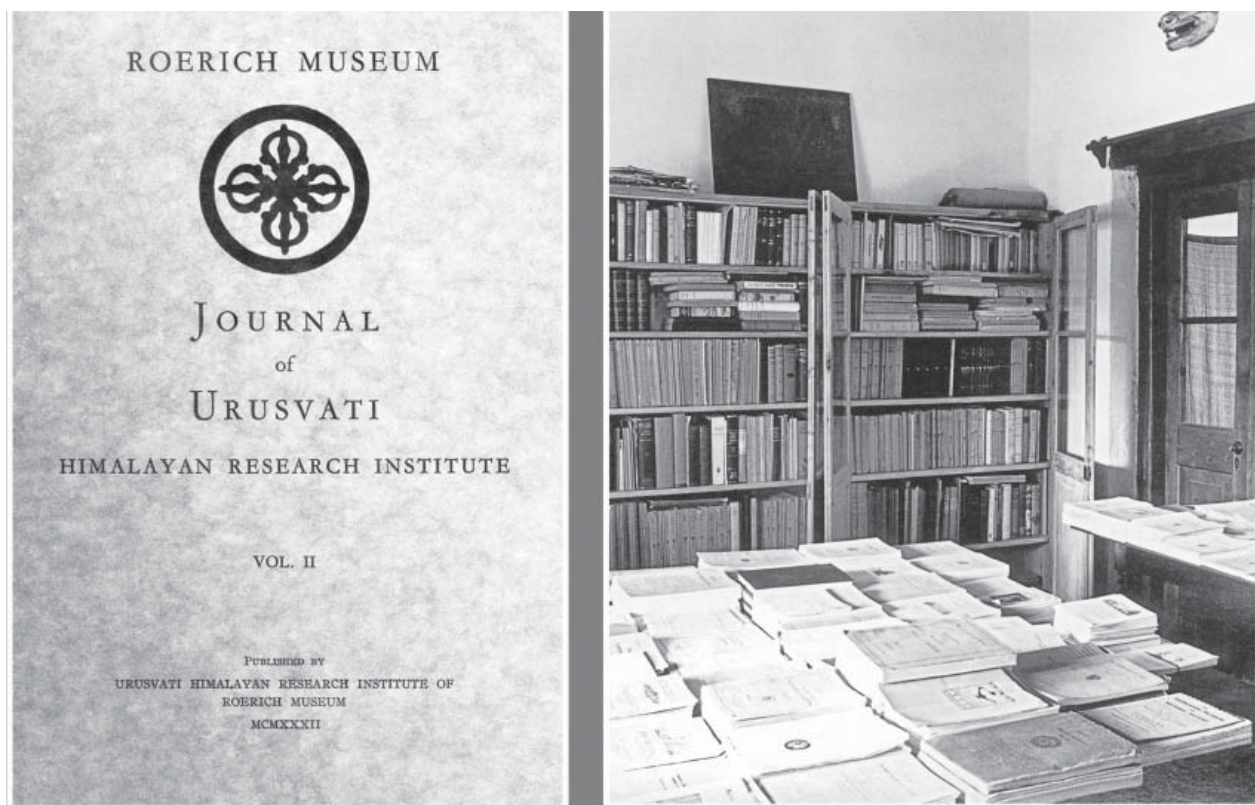 ROERICH MUSEUM
JOURNAL
of
URUSVATI
HIMALAYAN RESEARCH INSTITUTE
VOL. II
PUBLISHED BY
URUSVATI HIMALAYAN RESEARCH INSTITUTE OF
ROERICH MUSEUM
MCMXXXII